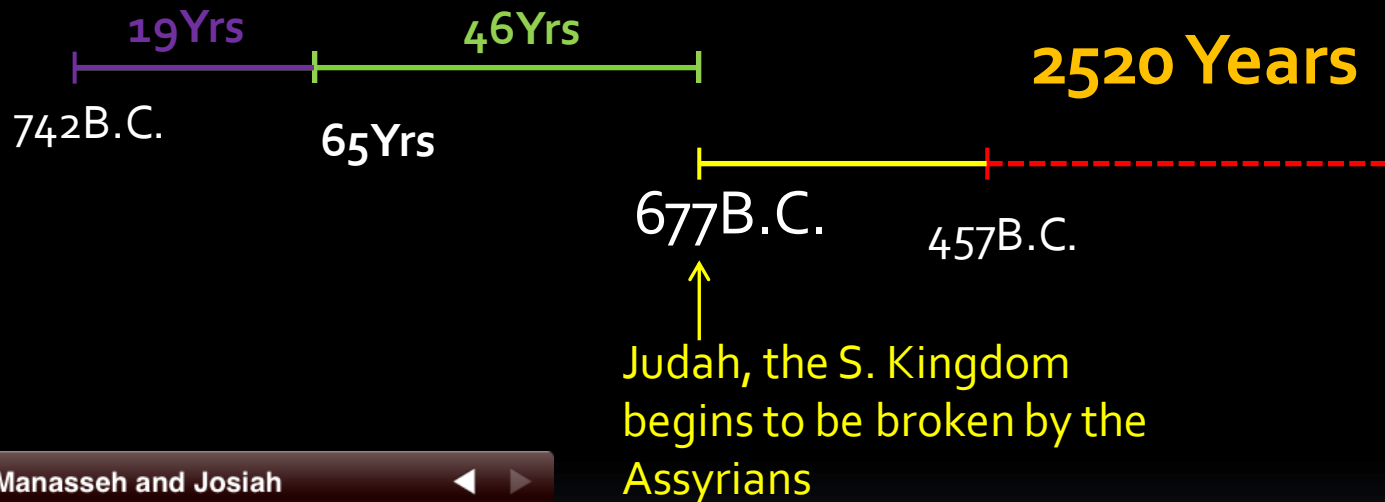 19Yrs
46Yrs
2520 Years
742B.C.
65Yrs
677B.C.
457B.C.
Judah, the S. Kingdom
begins to be broken by the
Assyrians
Manasseh and Josiah